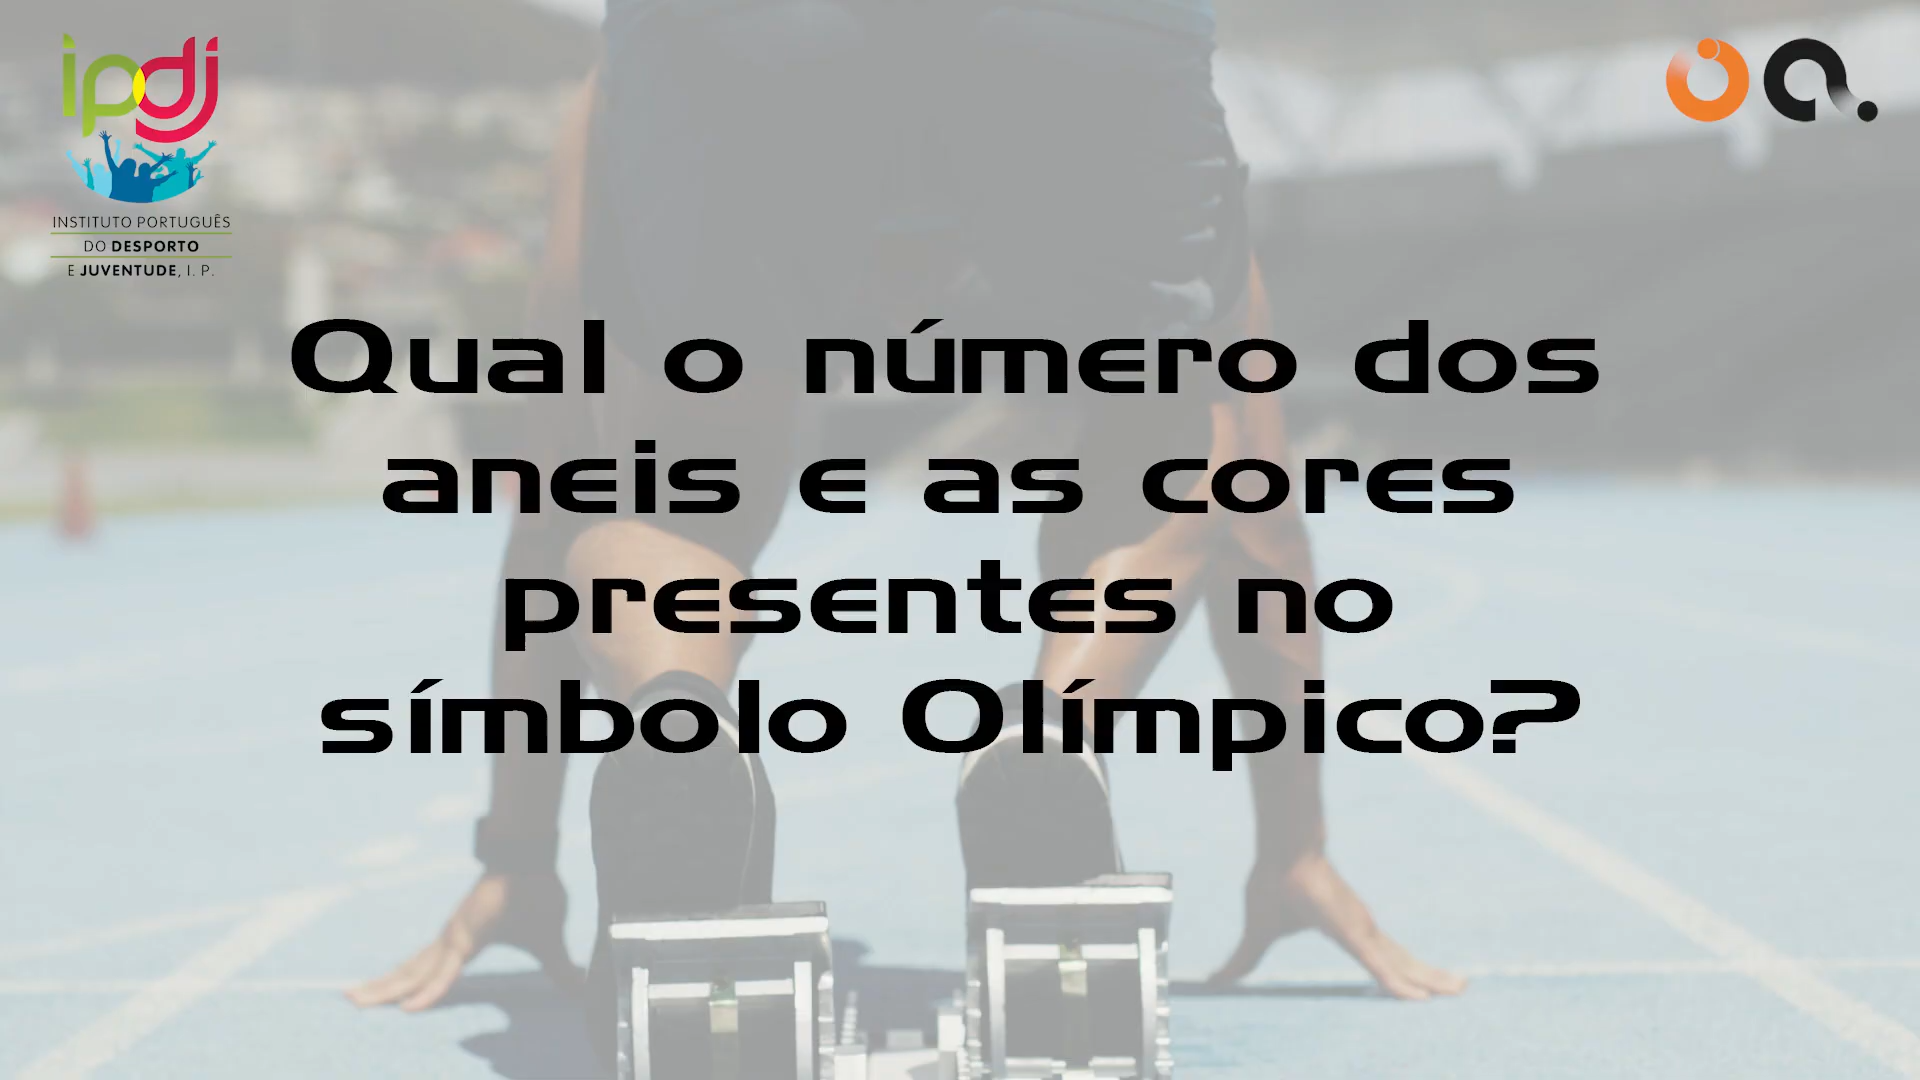 ipdj
INSTITUTO PORTUGUÊS
DO DESPORTO
E JUVENTUDE, I. P.
Qual o número dos
aneis e as cores
presentes no
símbolo Olímpico?